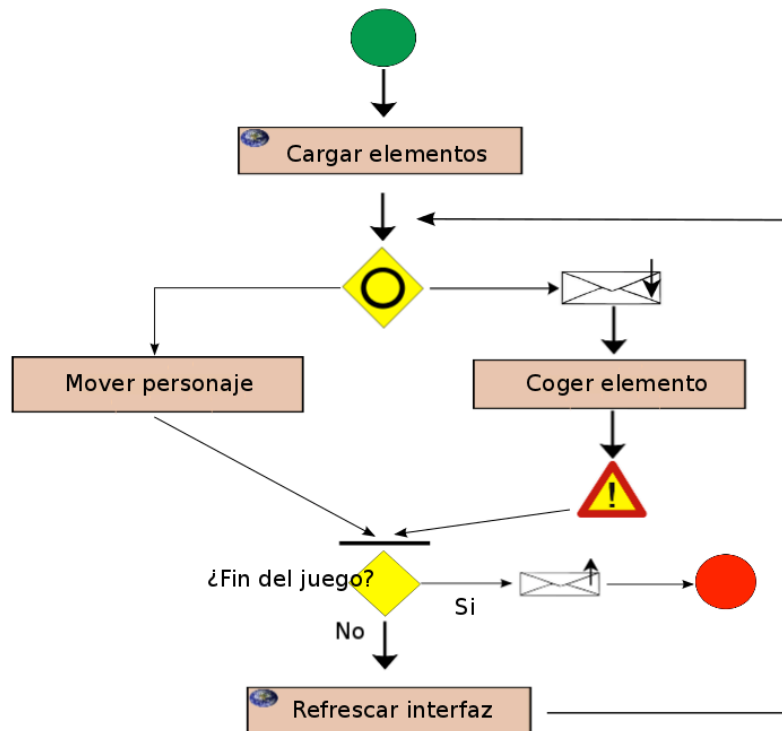 Cargar elementos
Mover personaje
Coger elemento
!
¿Fin del juego?
Si
No
Refrescar interfaz